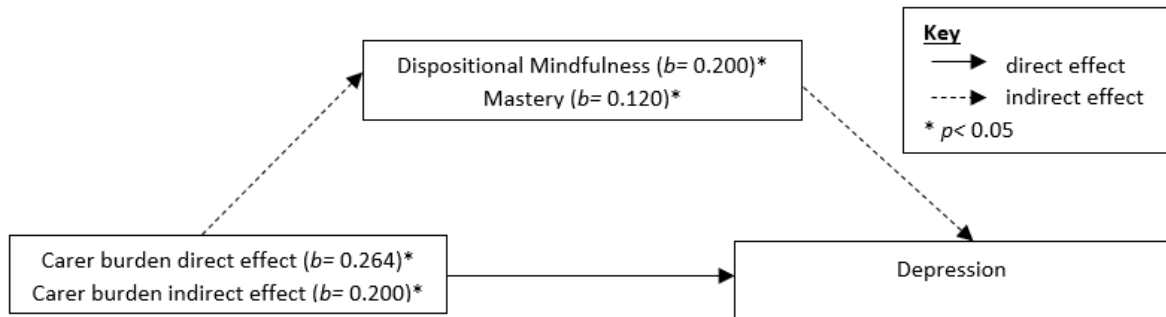 Key
direct effect
indirect effect
* p< 0.05
Dispositional Mindfulness (b= 0.200)*
Mastery (b= 0.120)*
Carer burden direct effect (b= 0.264)*
Carer burden indirect effect (b= 0.200)*
Depression